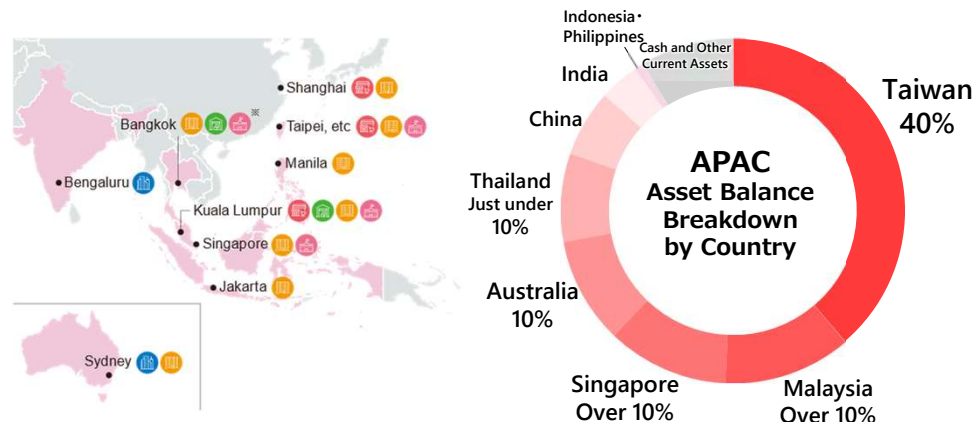 Shanghai
※
Bangkok
Taipei, etc
Manila
Bengaluru
Kuala Lumpur
Singapore
Jakarta
Sydney
Indonesia・
Philippines
Cash and Other
Current Assets
India
China
Thailand
Just under
10%
Australia
10%
Singapore
Over 10%
Malaysia
Over 10%
Taiwan
40%
APAC
Asset Balance
Breakdown
by Country